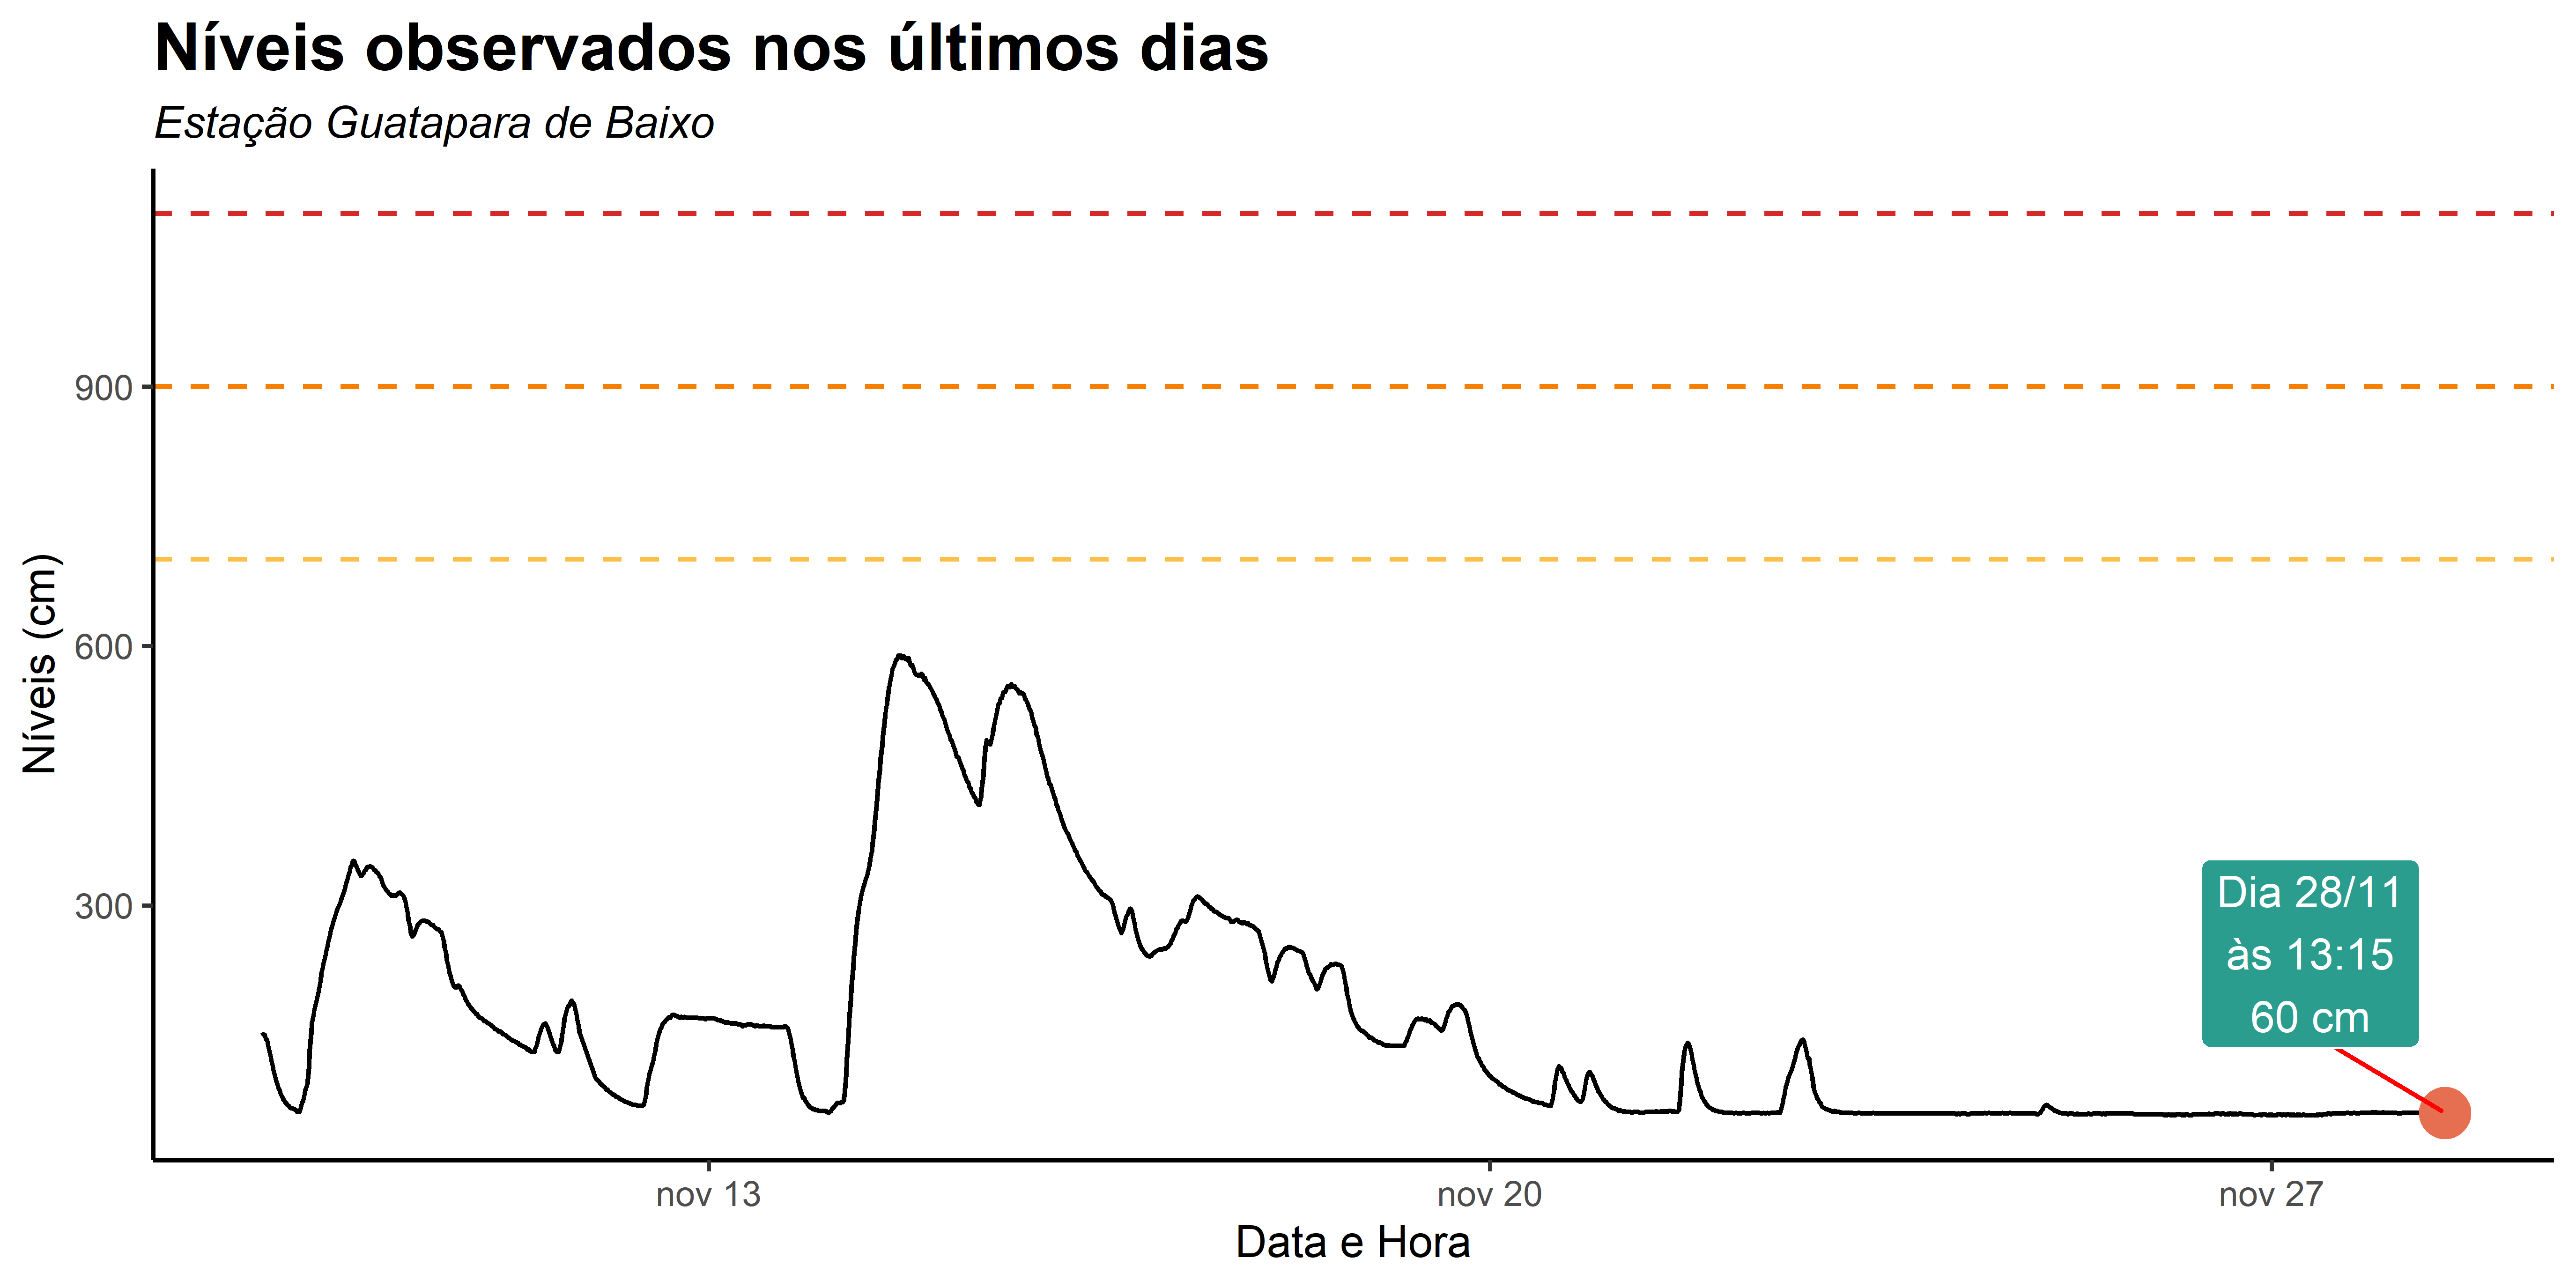 Níveis observados nos últimos dias
Estação Guatapara de Baixo
Níveis (cm)
900
600
300
Dia 28/11
às 13:15
60 cm
nov 13
nov 20
nov 27
Data e Hora